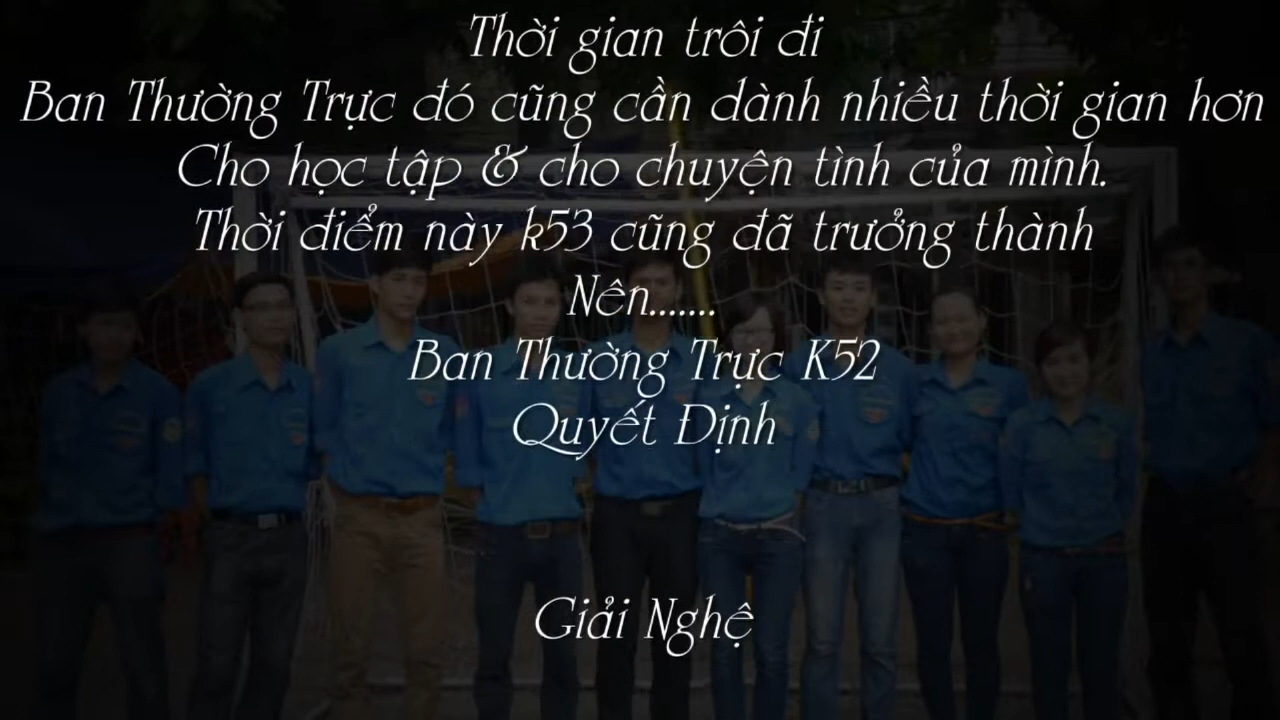 Thời gian trôi đi
Ban Thường Trực đó cũng cần dành nhiều thời gian hơn
Cho học tập & cho chuyện tình của mình.
Thời điểm này k53 cũng đã trưởng thành
Nên.......
Ban Thường Trực K52
Quyết Định
Giải Nghệ